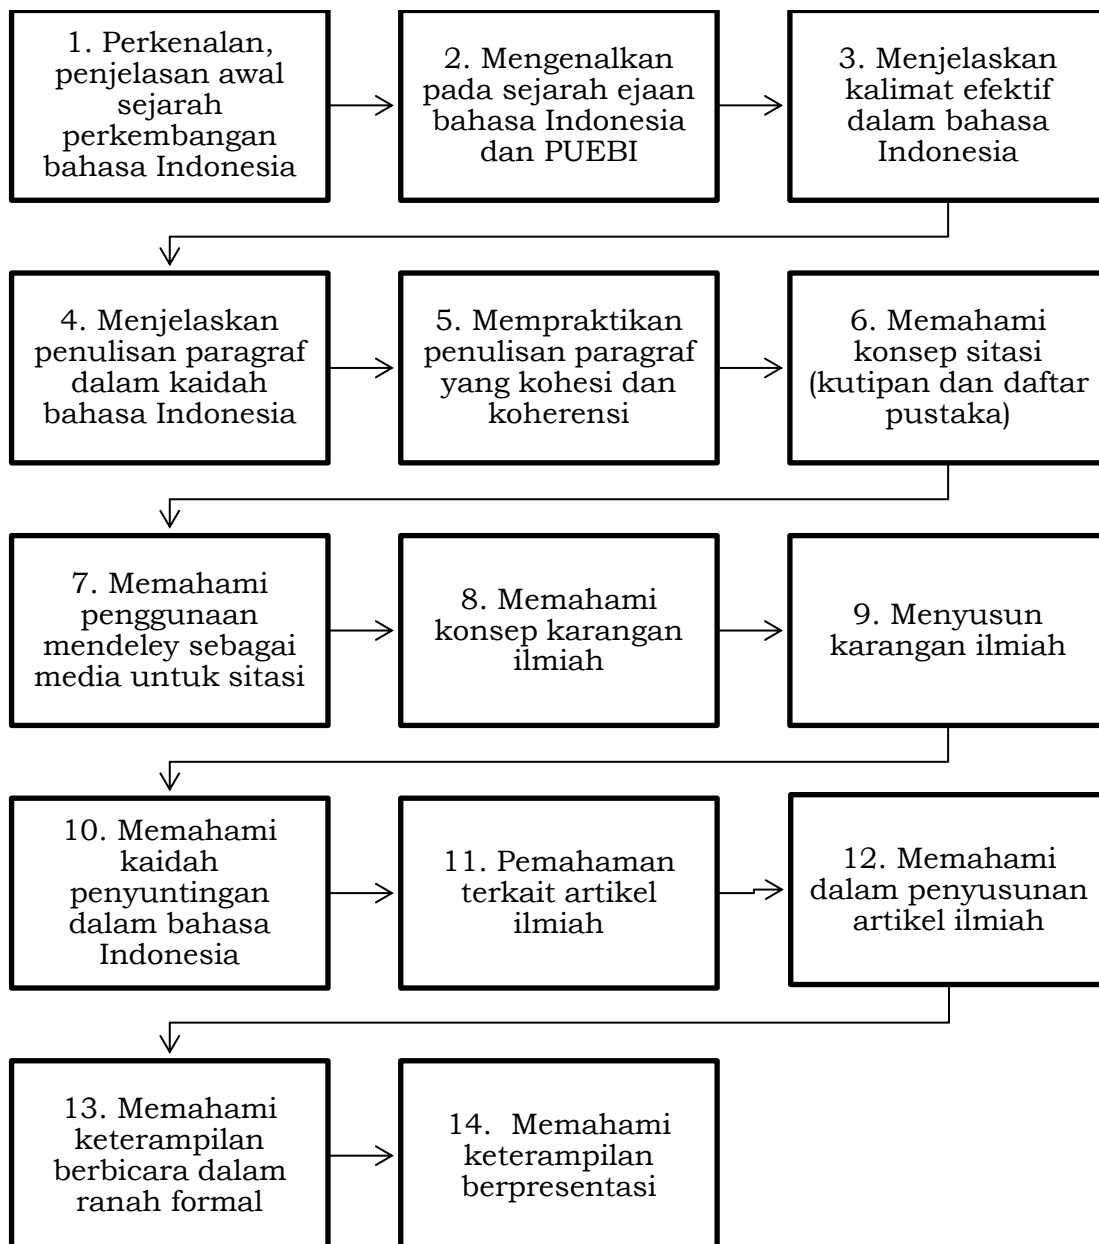 1. Perkenalan,
penjelasan awal
sejarah
perkembangan
bahasa Indonesia
2. Mengenalkan
pada sejarah ejaan
bahasa Indonesia
dan PUEBI
3. Menjelaskan
kalimat efektif
dalam bahasa
Indonesia
4. Menjelaskan
penulisan paragraf
dalam kaidah
bahasa Indonesia
5. Mempraktikan
penulisan paragraf
yang kohesi dan
koherensi
6. Memahami
konsep sitasi
(kutipan dan daftar
pustaka)
7. Memahami
penggunaan
mendeley sebagai
media untuk sitasi
8. Memahami
konsep karangan
ilmiah
9. Menyusun
karangan ilmiah
10. Memahami
kaidah
penyuntingan
dalam bahasa
Indonesia
11. Pemahaman
terkait artikel
ilmiah
12. Memahami
dalam penyusunan
artikel ilmiah
13. Memahami
keterampilan
berbicara dalam
ranah formal
14. Memahami
keterampilan
berpresentasi